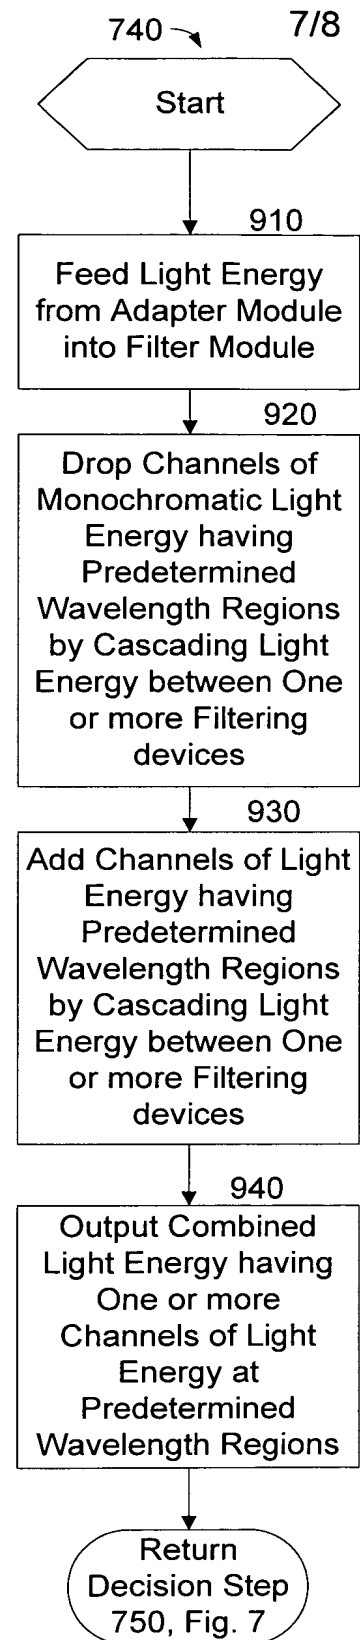 740
7/8
Start
910
Feed Light Energy
from Adapter Module
into Filter Module
920
Drop Channels of
Monochromatic Light
Energy having
Predetermined
Wavelength Regions
by Cascading Light
Energy between One
or more Filtering
devices
930
Add Channels of Light
Energy having
Predetermined
Wavelength Regions
by Cascading Light
Energy between One
or more Filtering
devices
940
Output Combined
Light Energy having
One or more
Channels of Light
Energy at
Predetermined
Wavelength Regions
Return
Decision Step
750, Fig. 7